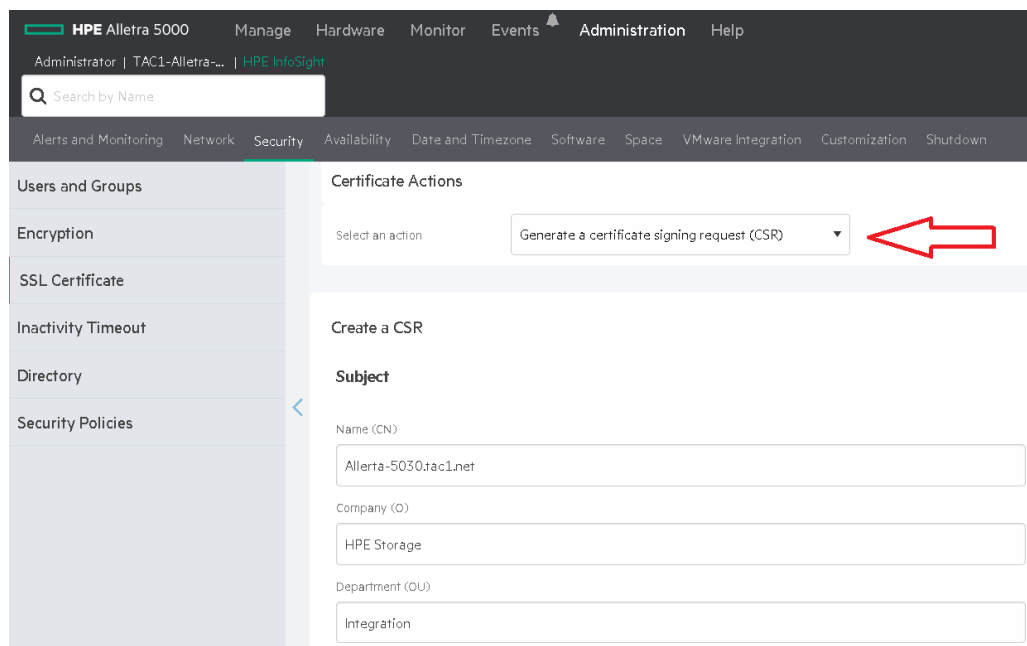 HPE Alletra 5000 Manage Hardware Monitor Events Administration Help
Administrator | TAC1-Alletra-... | HPE InfoSight
Search by Name
Alerts and Monitoring Network Security Availability Date and Timezone Software Space VMware Integration Customization Shutdown
Users and Groups
Encryption
SSL Certificate
Inactivity Timeout
Directory
Security Policies
Certificate Actions
Select an action Generate a certificate signing request (CSR)
Create a CSR
Subject
Name (CN)
Allerta-5030.tac1.net
Company (O)
HPE Storage
Department (OU)
Integration